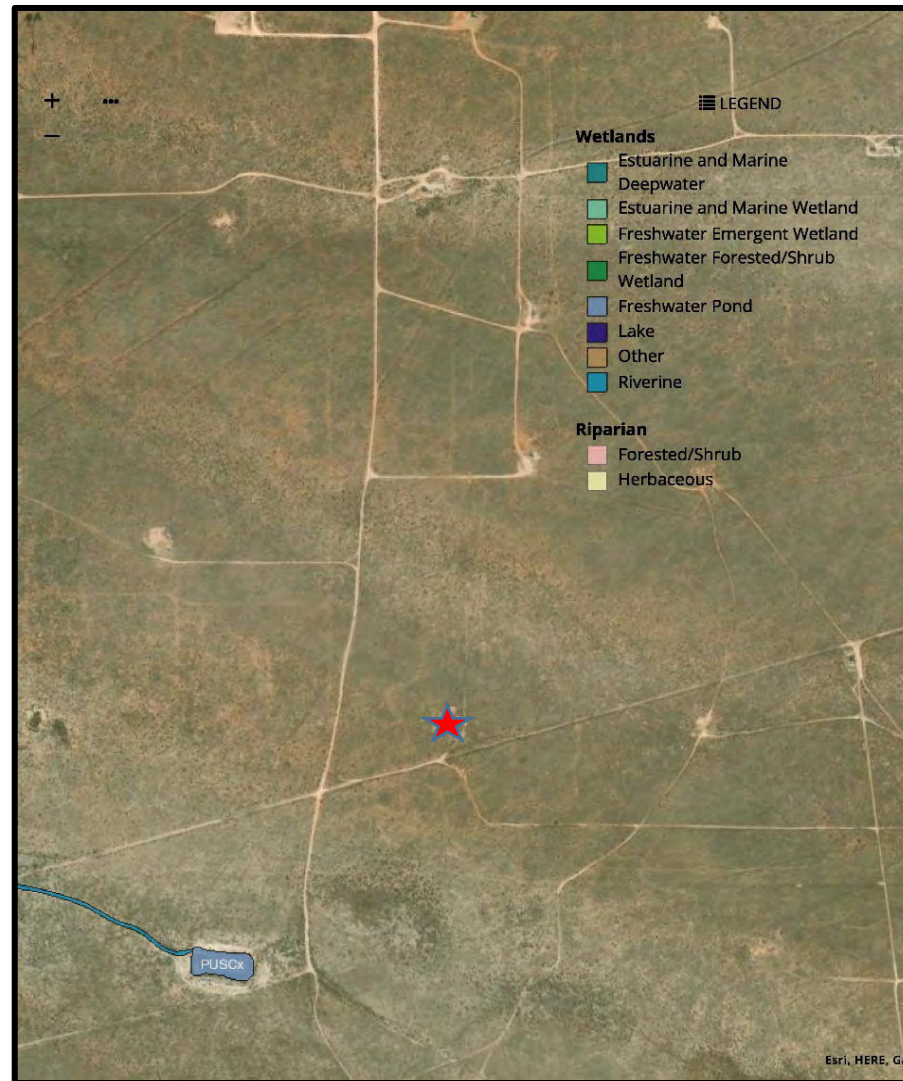 LEGEND
Wetlands
Estuarine and Marine
Deepwater
Estuarine and Marine Wetland
Freshwater Emergent Wetland
Freshwater Forested/Shrub
Wetland
Freshwater Pond
Lake
Other
Riverine
Riparian
Forested/Shrub
Herbaceous
PUSCx
Esri, HERE, Ga